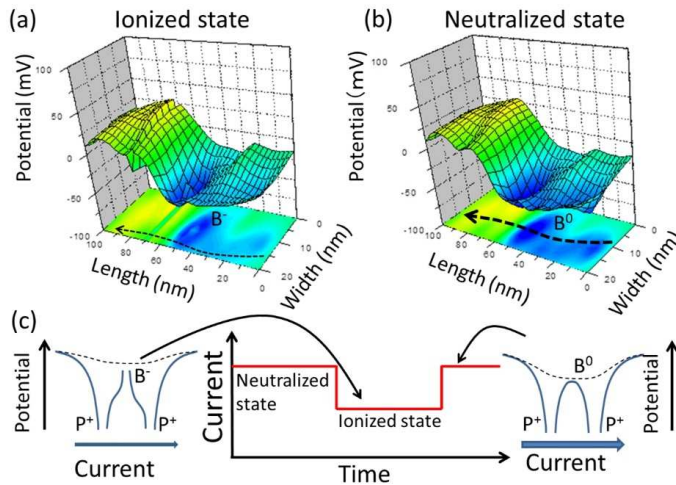 (a) Ionized state
Potential (mV)
100
50
0
-50
-100
100
80
60
40
20
0
Length (nm)
B-
0
10
20
Width (nm)
(b) Neutralized state
Potential (mV)
100
50
0
-50
-100
100
80
60
40
20
0
Length (nm)
B0
0
10
20
Width (nm)
(c)
Potential
B-
P+ P+
Current
Current
Neutralized
state
Ionized state
Time
B0
P+ P+
Current
Potential